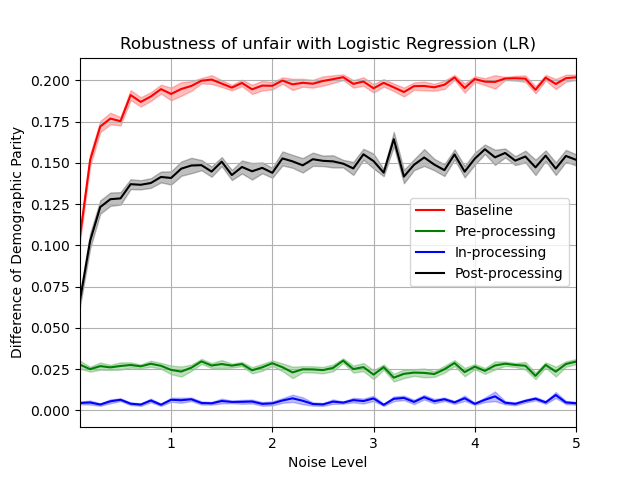 Robustness of unfair with Logistic Regression (LR)
Difference of Demographic Parity
0.200
0.175
0.150
0.125
0.100
0.075
0.050
0.025
0.000
Baseline
Pre-processing
In-processing
Post-processing
1 2 3 4 5
Noise Level